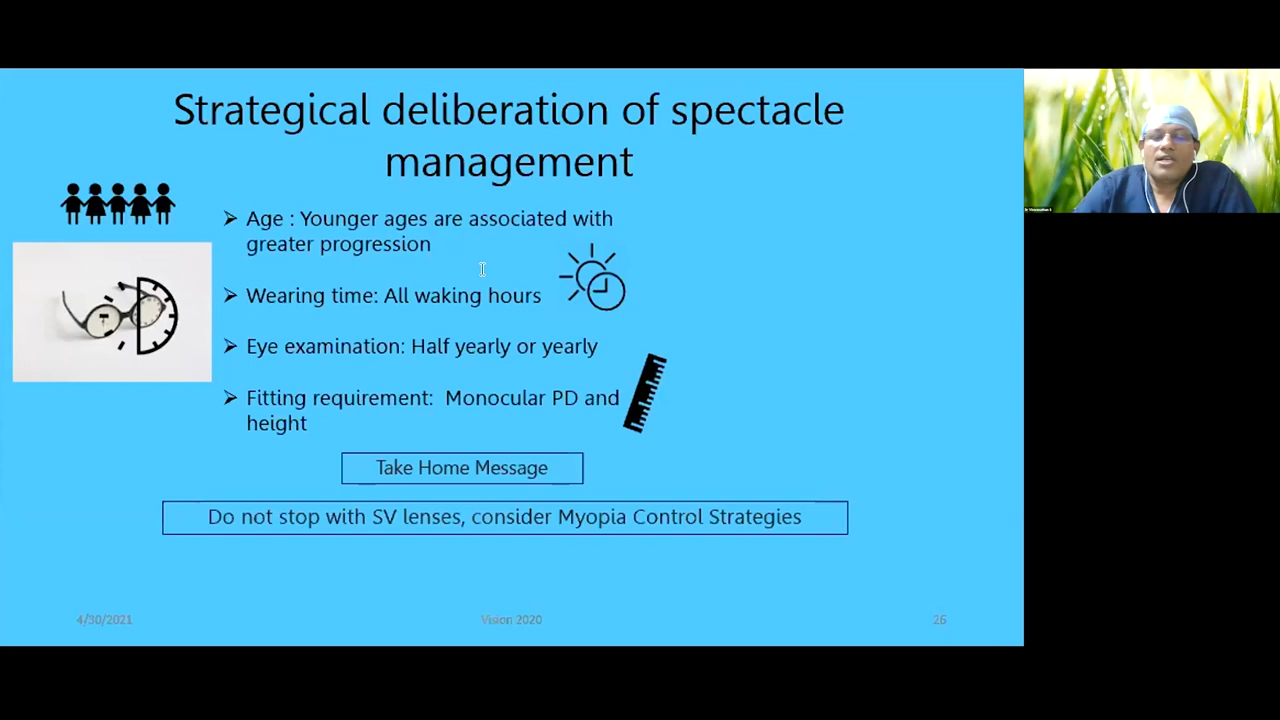 Strategical deliberation of spectacle
management
➢ Age : Younger ages are associated with
greater progression
➢ Wearing time: All waking hours
➢ Eye examination: Half yearly or yearly
➢ Fitting requirement: Monocular PD and
height
Take Home Message
Do not stop with SV lenses, consider Myopia Control Strategies
4/30/2021
Vision 2020
26